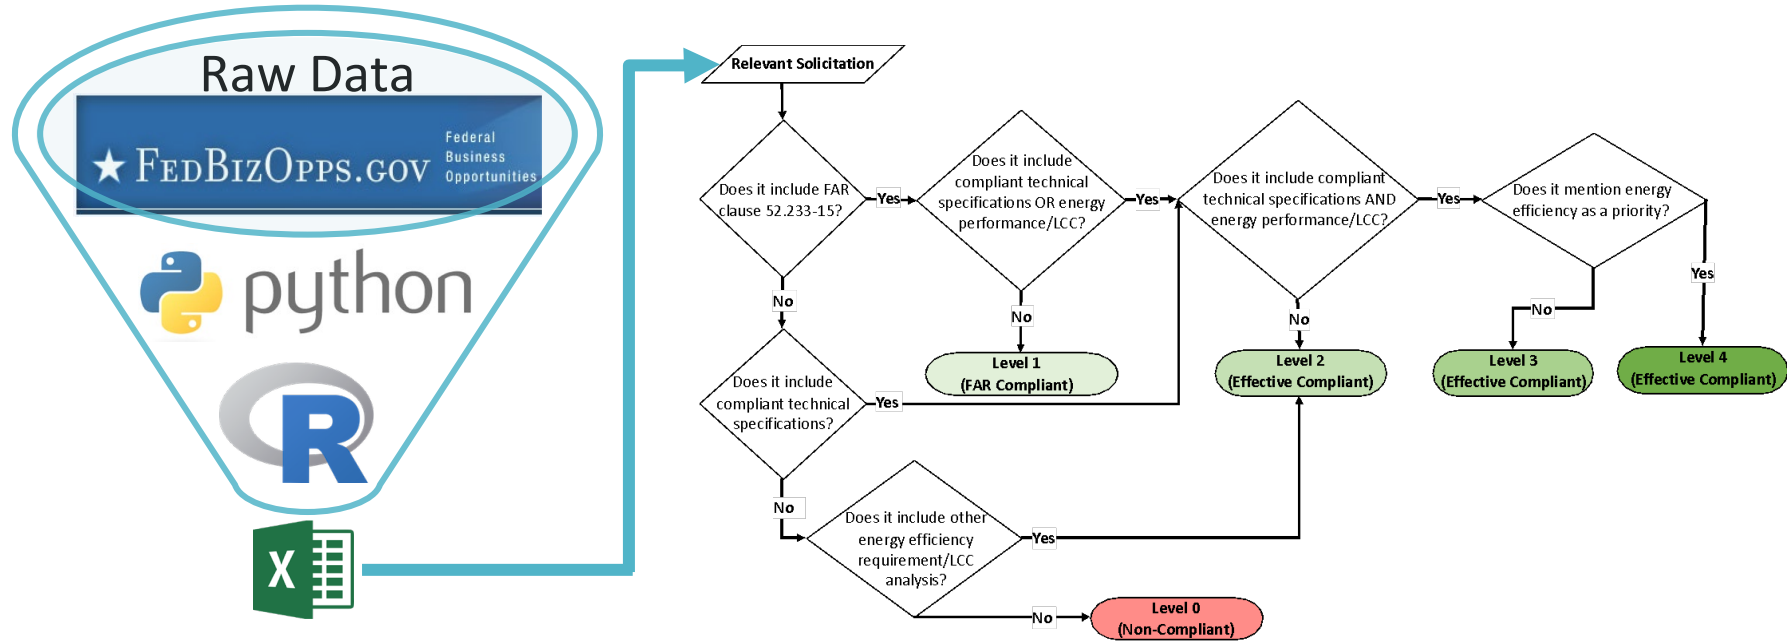 Raw Data
★ FEDBIZOPPS.GOV
Federal
Business
Opportunities
python
R
X
Relevant Solicitation
Does it include FAR
clause 52.233-15?
Yes
Does it include
compliant technical
specifications OR energy
performance/LCC?
Yes
Does it include compliant
technical specifications AND
energy performance/LCC?
Yes
Does it mention energy
efficiency as a priority?
Yes
No
No
No
No
Level 1
(FAR Compliant)
Level 2
(Effective Compliant)
Level 3
(Effective Compliant)
Level 4
(Effective Compliant)
Does it include
compliant technical
specifications?
Yes
No
Does it include other
energy efficiency
requirement/LCC
analysis?
Yes
No
Level 0
(Non-Compliant)